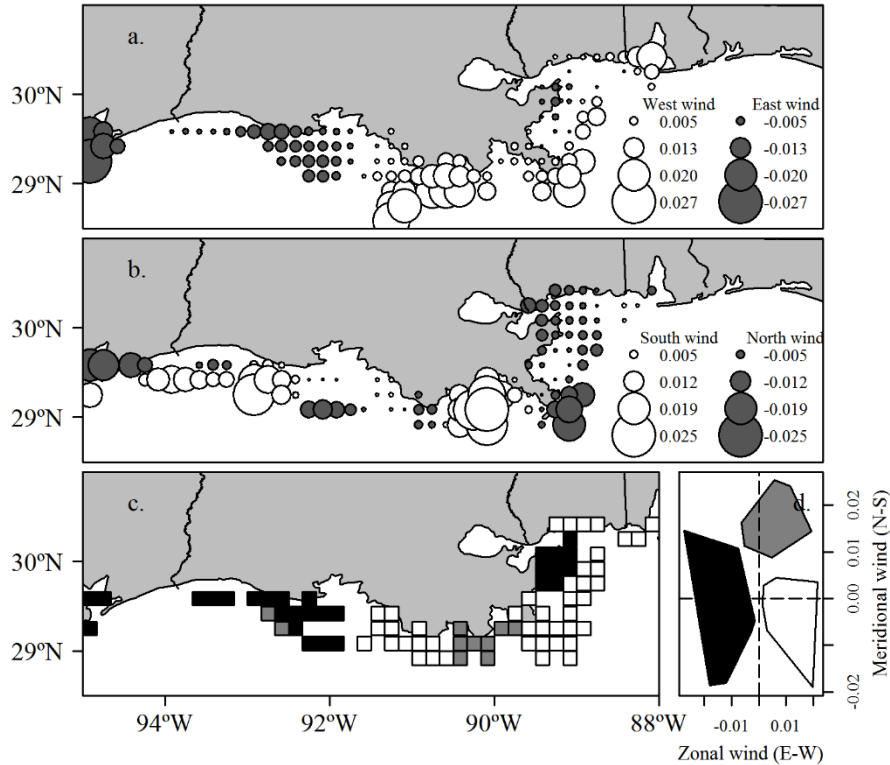 a.
30ºN
29ºN
West wind East wind
0.005 -0.005
0.013 -0.013
0.020 -0.020
0.027 -0.027
b.
30ºN
29ºN
South wind North wind
0.005 -0.005
0.012 -0.012
0.019 -0.019
0.025 -0.025
c.
30ºN
29ºN
94ºW 92ºW 90ºW 88ºW
d.
0.02
0.01
0.00
-0.02
Meridional wind (N-S)
-0.01 0.01
Zonal wind (E-W)